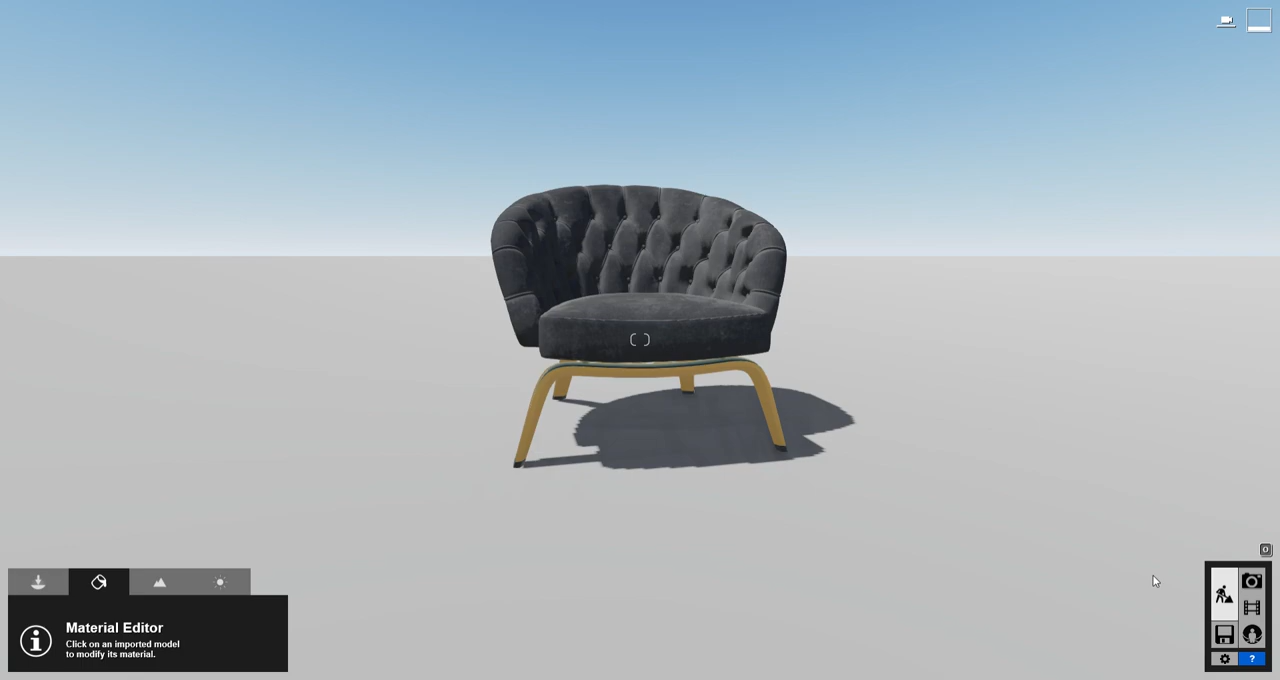 O
Material Editor
Click on an imported model
to modify its material.
?